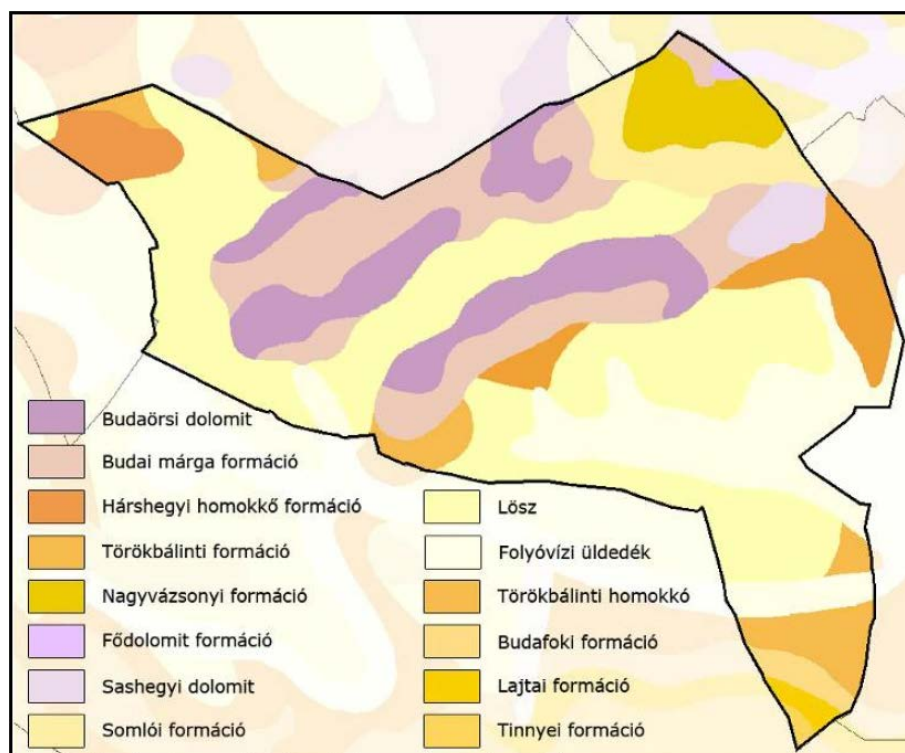 Budaörsi dolomit
Budai márga formáció
Hárshegyi homokkő formáció
Törökbálinti formáció
Nagyvázsonyi formáció
Fődolomit formáció
Sashegyi dolomit
Somlói formáció
Lösz
Folyóvízi üldedék
Törökbálinti homokkó
Budafoki formáció
Lajtai formáció
Tinnyei formáció